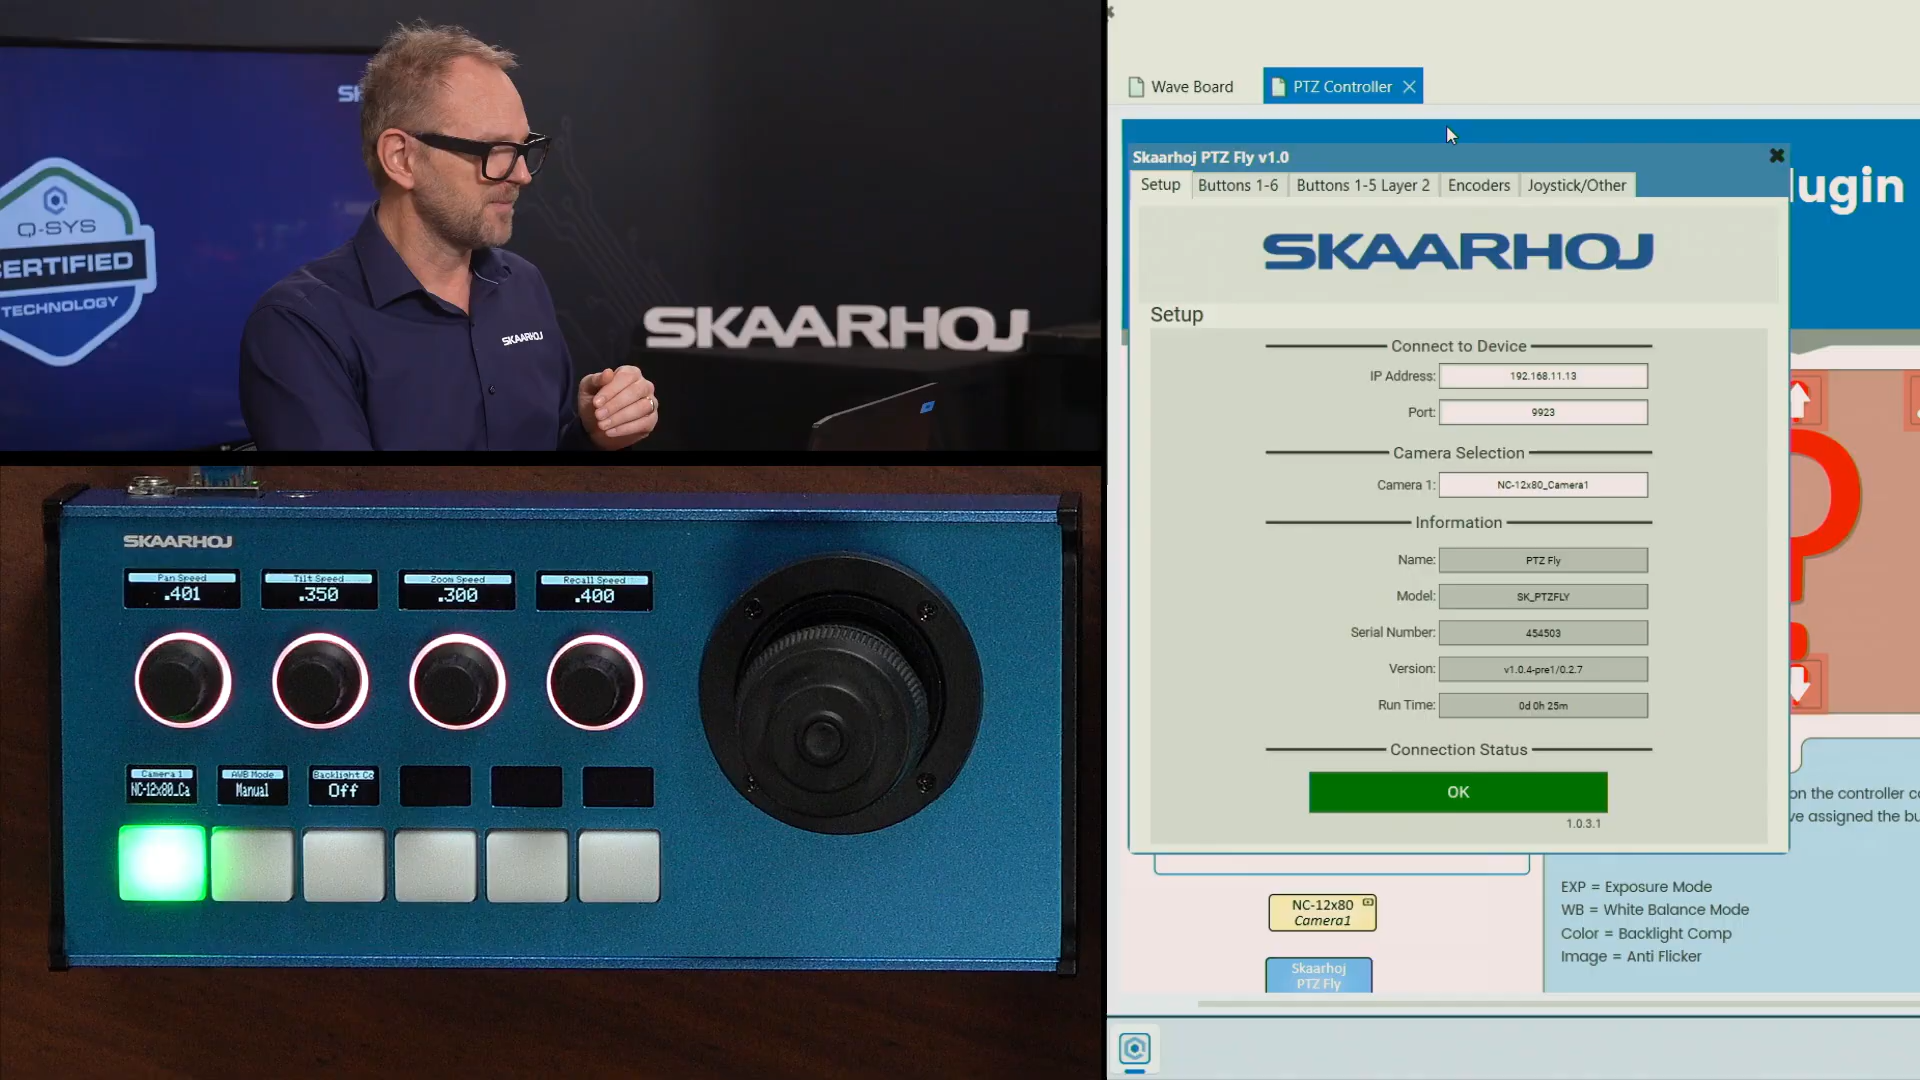 SK
Q-SYS
CERTIFIED
TECHNOLOGY
SKAARHOJ
SKAARHOJ
SKAARHOJ
Pan Speed
.401
Tilt Speed
.350
Zoom Speed
.300
Recall Speed
.400
Camera 1
NC-12x80_Ca
AWB Mode
Manual
Backlight Co
Off
Wave Board
PTZ Controller
lugin
Skaarhoj PTZ Fly v1.0
Setup
Buttons 1-6
Buttons 1-5 Layer 2
Encoders
Joystick/Other
SKAARHOJ
Setup
Connect to Device
IP Address: 192.168.11.13
Port: 9923
Camera Selection
Camera 1: NC-12x80_Camera1
Information
Name: PTZ Fly
Model: SK_PTZFLY
Serial Number: 454503
Version: v1.0.4-pre1/0.2.7
Run Time: 0d 0h 25m
Connection Status
OK
1.0.3.1
on the controller co
ve assigned the bu
NC-12x80
Camera1
Skaarhoj
PTZ Fly
EXP = Exposure Mode
WB = White Balance Mode
Color = Backlight Comp
Image = Anti Flicker